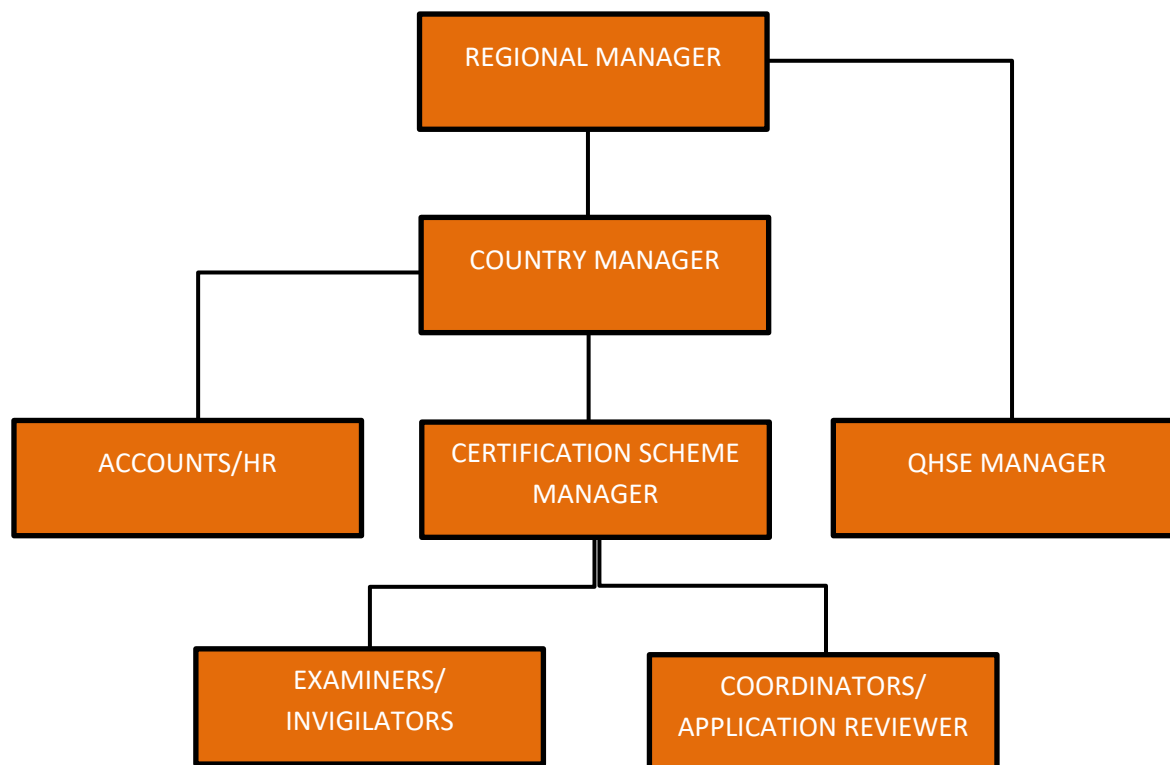 REGIONAL MANAGER
COUNTRY MANAGER
ACCOUNTS/HR
CERTIFICATION SCHEME
MANAGER
QHSE MANAGER
EXAMINERS/
INVIGILATORS
COORDINATORS/
APPLICATION REVIEWER